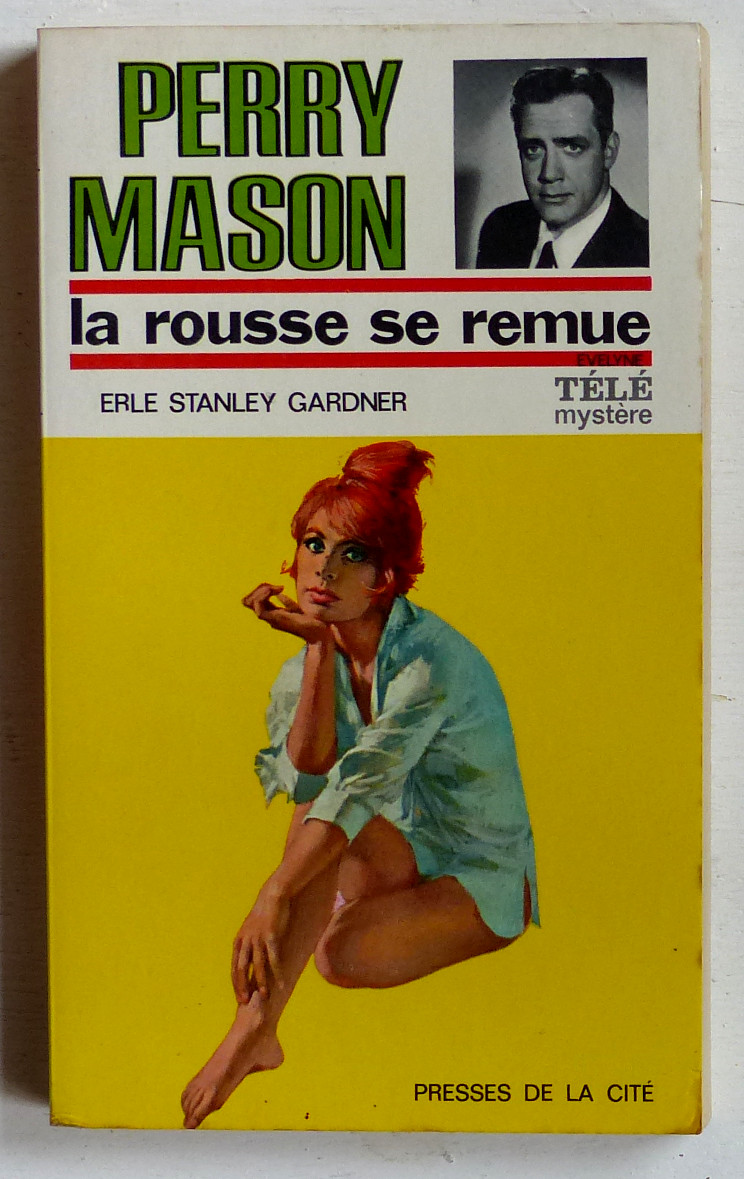 PERRY
MASON
la rousse se remue
EVELYNE
ERLE STANLEY GARDNER
TÉLÉ
mystère
PRESSES DE LA CITÉ